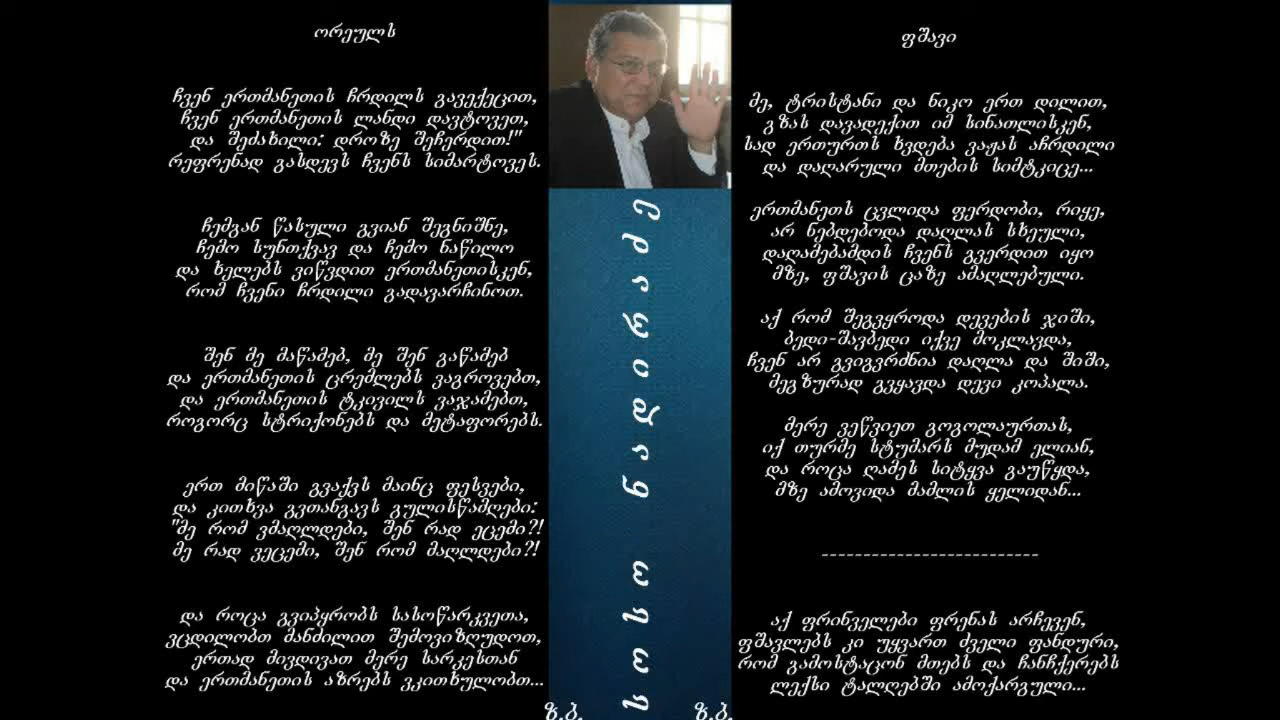 ორეულს
ჩვენ ერთმანეთის ჩრდილს გავექეცით,
ჩვენ ერთმანეთის ლანდი დავტოვეთ,
და შეძახილი: დროზე შეჩერდით!"
რეფრენად გასდევს ჩვენს სიმარტოვეს.
ჩემგან წასული გვიან შეგნიშნე,
ჩემო სუნთქვავ და ჩემო ნაწილო
და ხელებს ვიწვდით ერთმანეთისკენ,
რომ ჩვენი ჩრდილი გადავარჩინოთ.
შენ მე მაწამებ, მე შენ გაწამებ
და ერთმანეთის ცრემლებს ვაგროვებთ,
და ერთმანეთის ტკივილს ვაჯამებთ,
როგორც სტრიქონებს და მეტაფორებს.
ერთ მიწაში გვაქვს მაინც ფესვები,
და კითხვა გვთანგავს გულისწამღები:
"მე რომ ვმაღლდები, შენ რად ეცემი?!
მე რად ვეცემი, შენ რომ მაღლდები?!
და როცა გვიპყრობს სასოწარკვეთა,
ვცდილობთ მანძილით შემოვიზღუდოთ,
ერთად მივდივათ მერე სარკესთან
და ერთმანეთის აზრებს ვკითხულობთ...
ფშავი
მე, ტრისტანი და ნიკო ერთ დილით,
გზას დავადექით იმ სინათლისკენ,
სად ერთურთს ხვდება ვაჟას აჩრდილი
და დაღარული მთების სიმტკიცე...
ერთმანეთს ცვლიდა ფერდობი, რიყე,
არ ნებდებოდა დაღლას სხეული,
დაღამებამდის ჩვენს გვერდით იყო
მზე, ფშავის ცაზე ამაღლებული.
აქ რომ შეგვყროდა დევების ჯიში,
ბედი-შავბედი იქვე მოკლავდა,
ჩვენ არ გვიგვრძნია დაღლა და შიში,
მეგზურად გვყავდა დევი კოპალა.
მერე ვეწვიეთ გოგოლაურთას,
იქ თურმე სტუმარს მუდამ ელიან,
და როცა ღამეს სიტყვა გაუწყდა,
მზე ამოვიდა მამლის ყელიდან...
--------------------------
აქ ფრინველები ფრენას არჩევენ,
ფშავლებს კი უყვართ ძველი ფანდური,
რომ გამოსტაცონ მთებს და ჩანჩქერებს
ლექსი ტალღებში ამოქარგული...